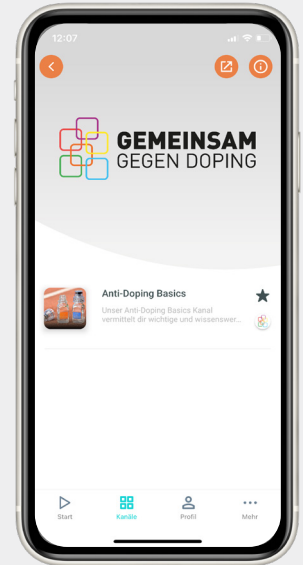 12:07
GEMEINSAM
GEGEN DOPING
Anti-Doping Basics
Unser Anti-Doping Basics Kanal
vermittelt dir wichtige und wissenswer...
Start
Kanäle
Profil
Mehr